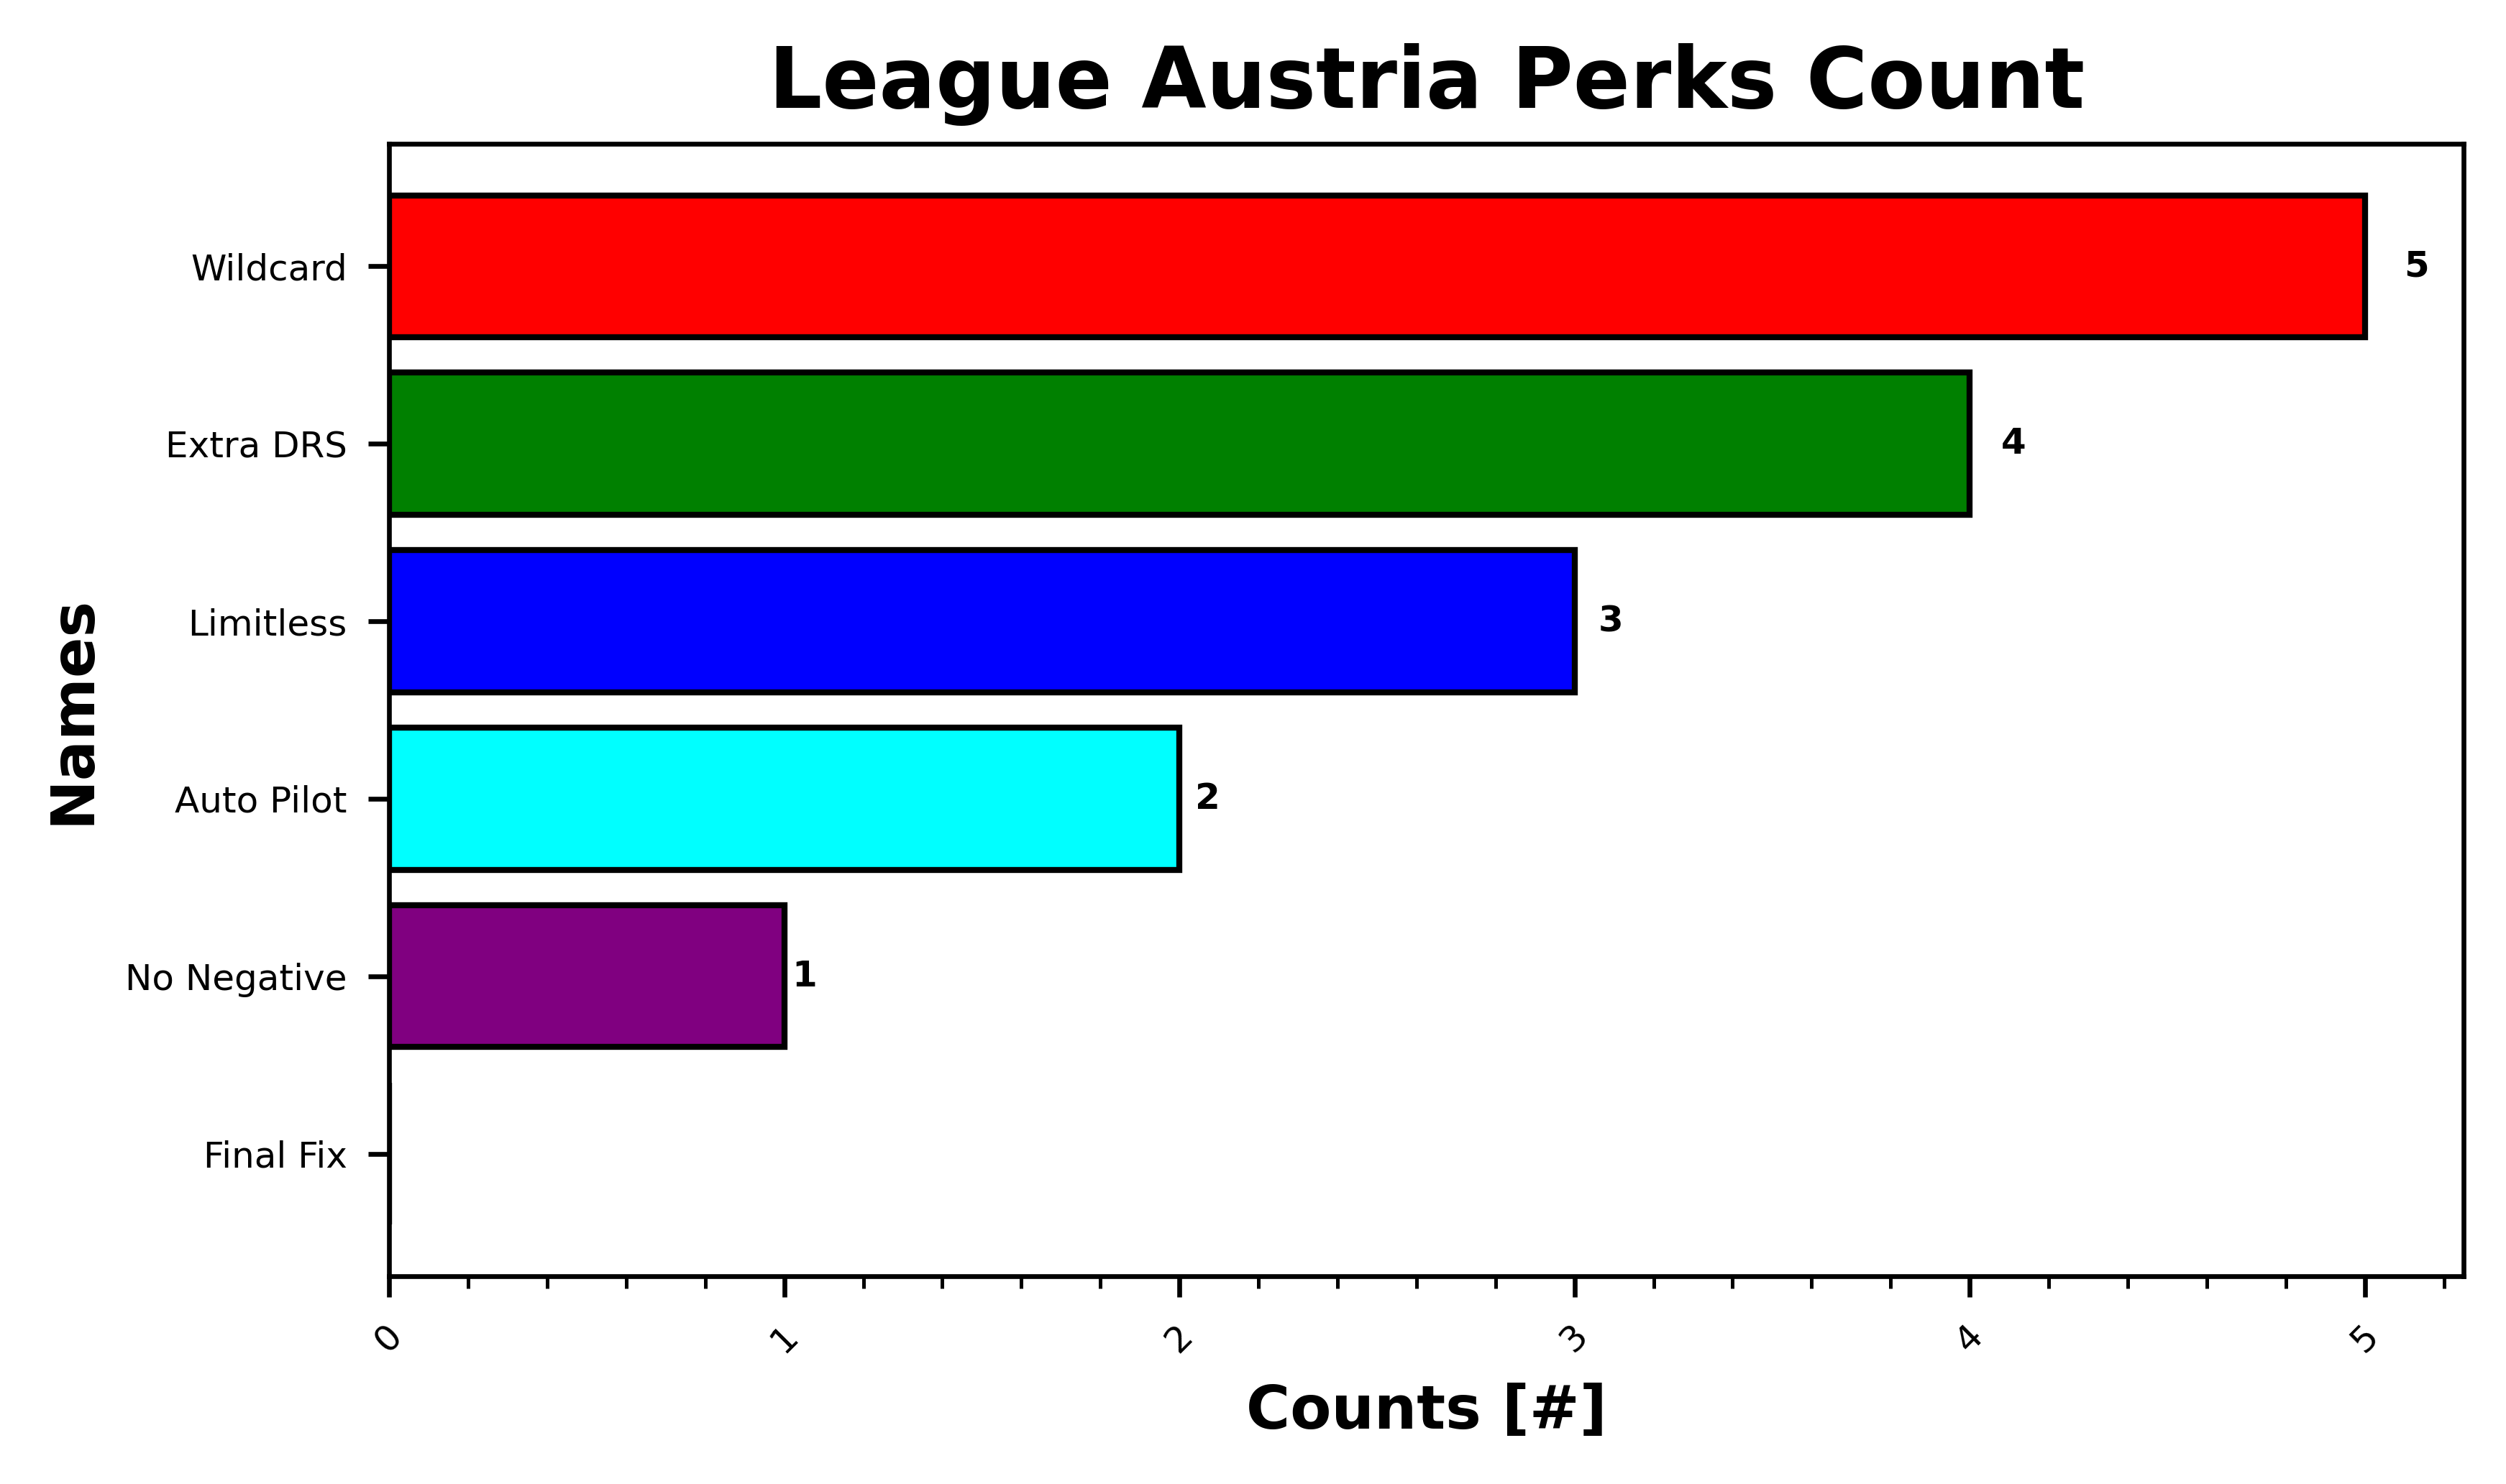 League Austria Perks Count
Names
Wildcard
5
Extra DRS
4
Limitless
3
Auto Pilot
2
No Negative
1
Final Fix
0 1 2 3 4 5
Counts [#]